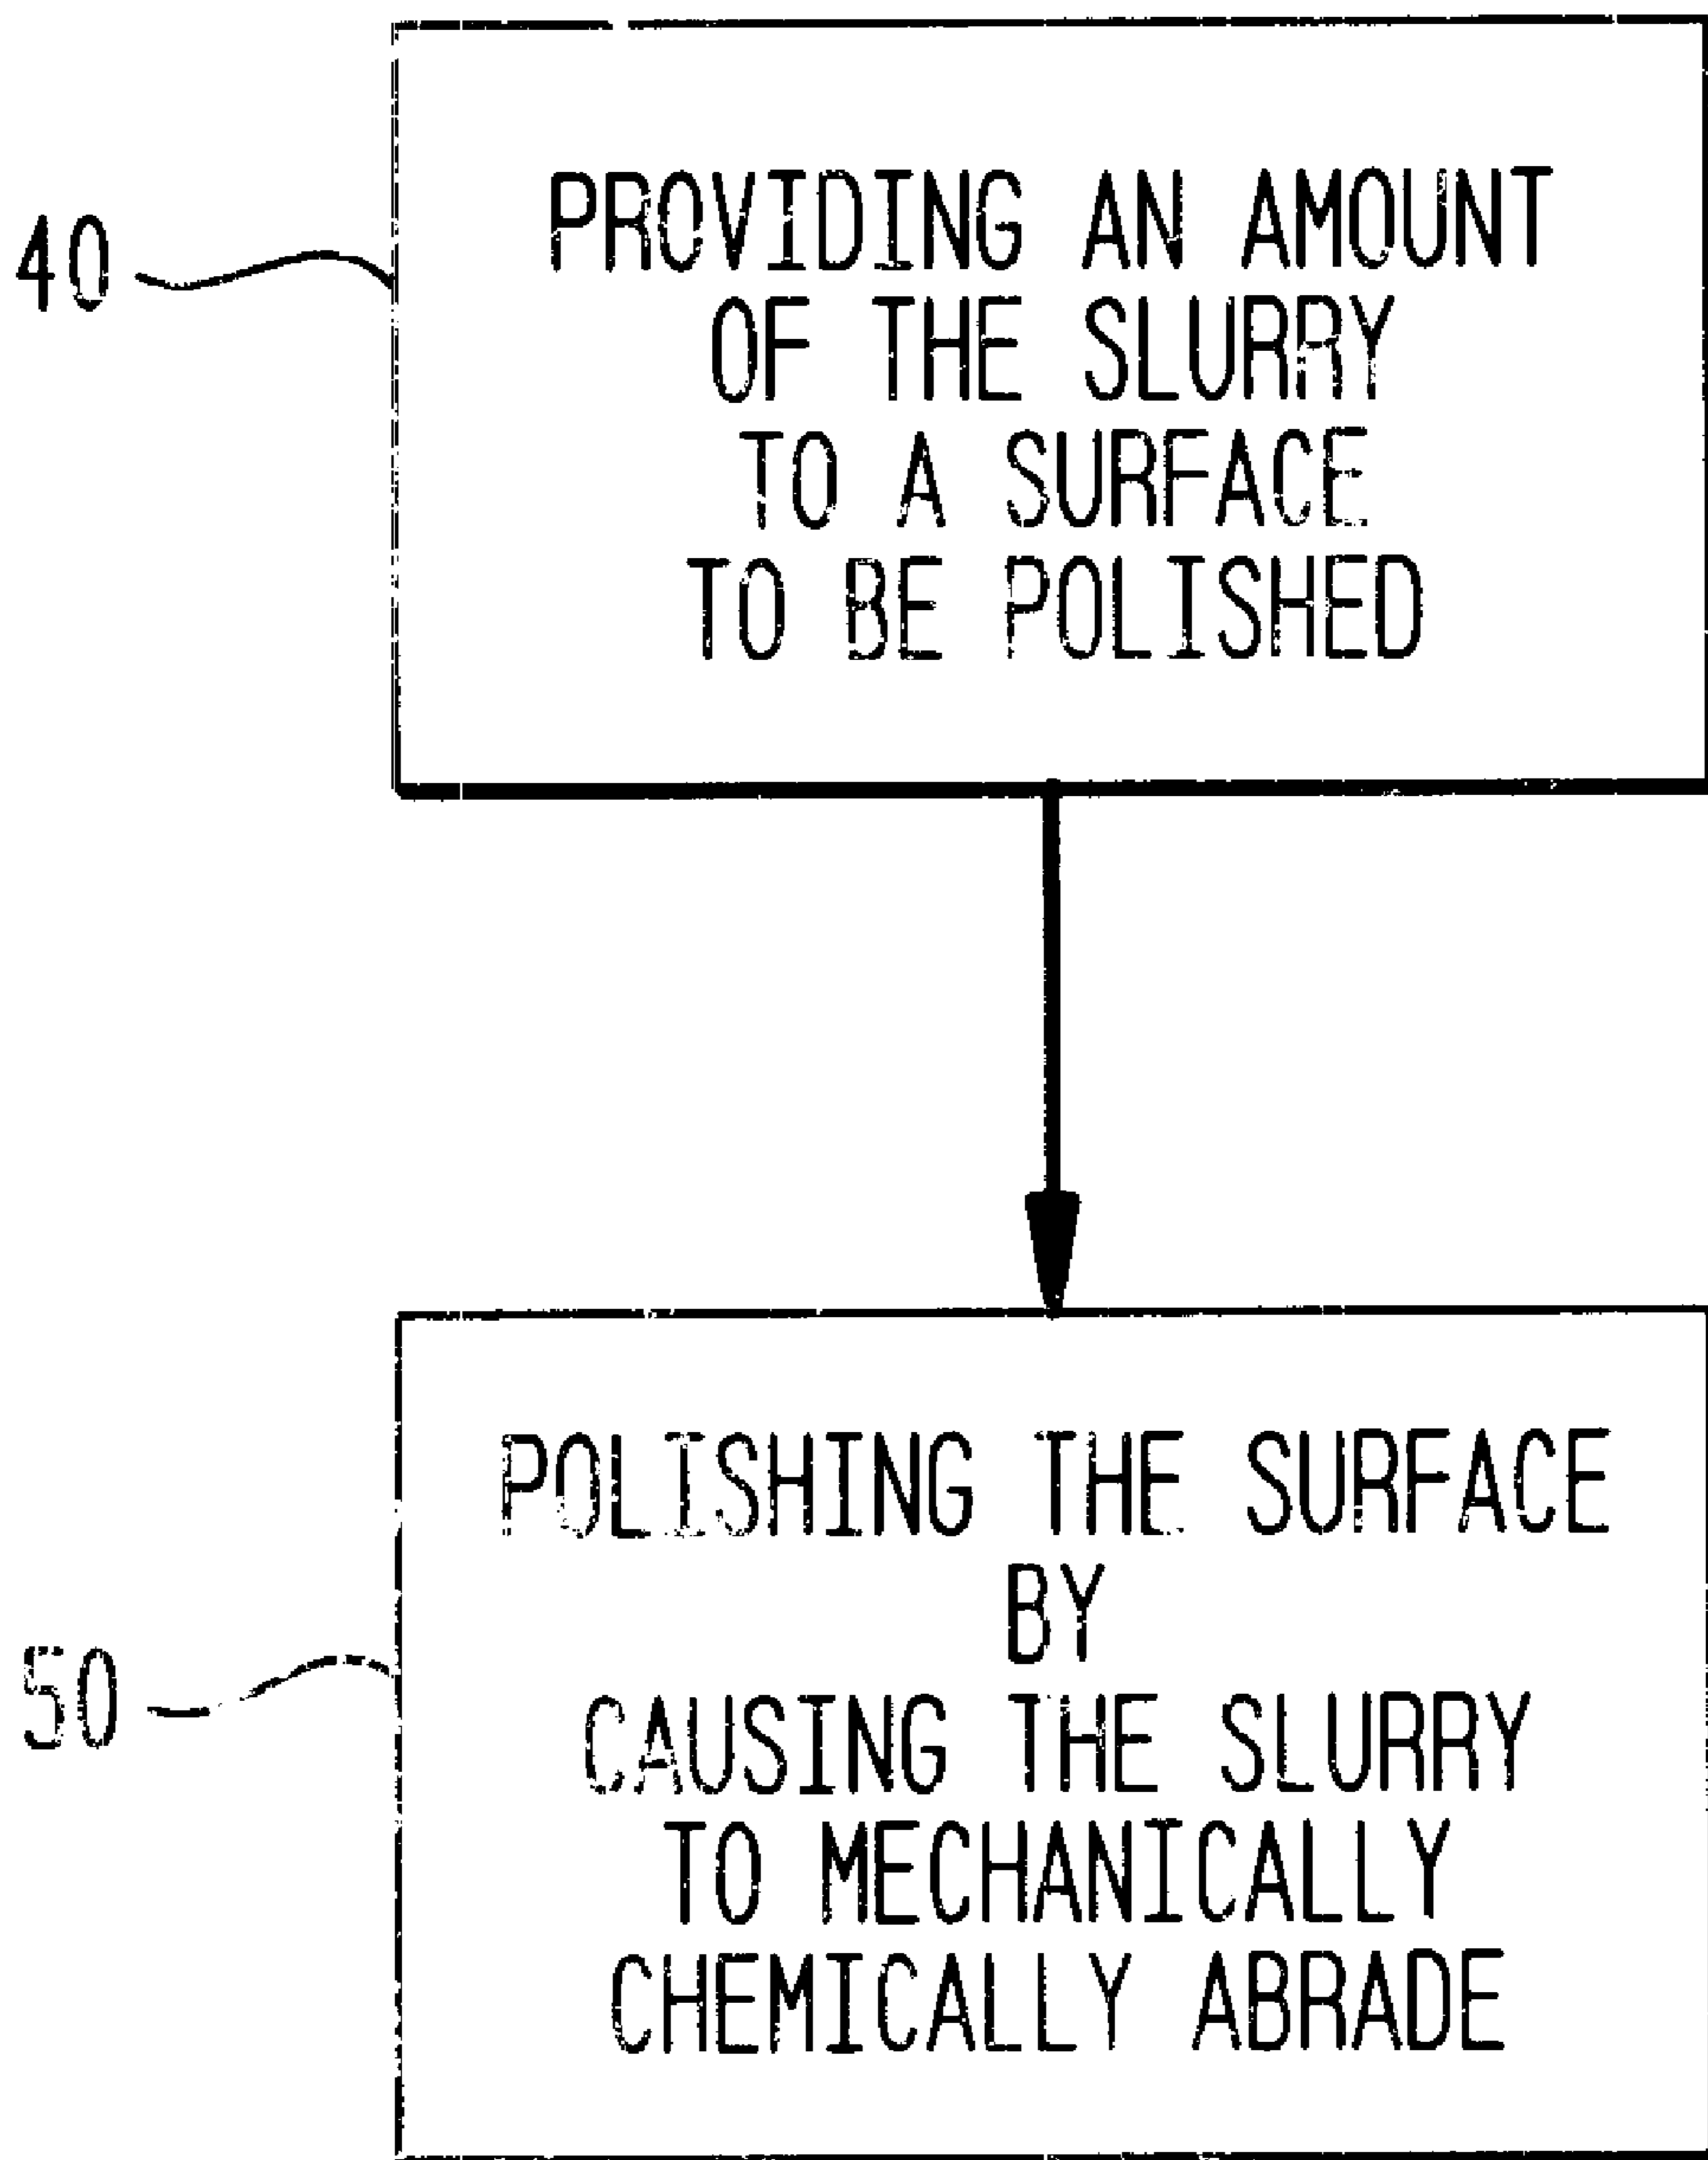 40
PROVIDING AN AMOUNT
OF THE SLURRY
TO A SURFACE
TO BE POLISHED
50
POLISHING THE SURFACE
BY
CAUSING THE SLURRY
TO MECHANICALLY
CHEMICALLY ABRADE